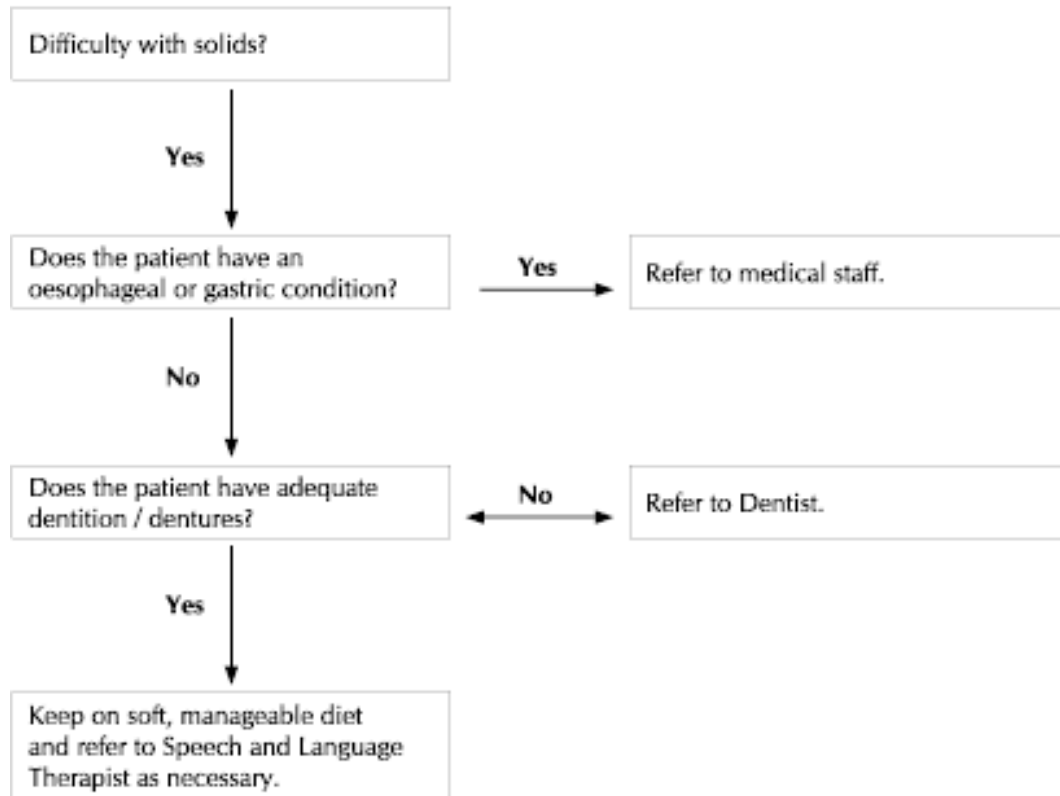 Difficulty with solids?
Yes
Does the patient have an
oesophageal or gastric condition?
Yes
Refer to medical staff.
No
Does the patient have adequate
dentition / dentures?
No
Refer to Dentist.
Yes
Keep on soft, manageable diet
and refer to Speech and Language
Therapist as necessary.